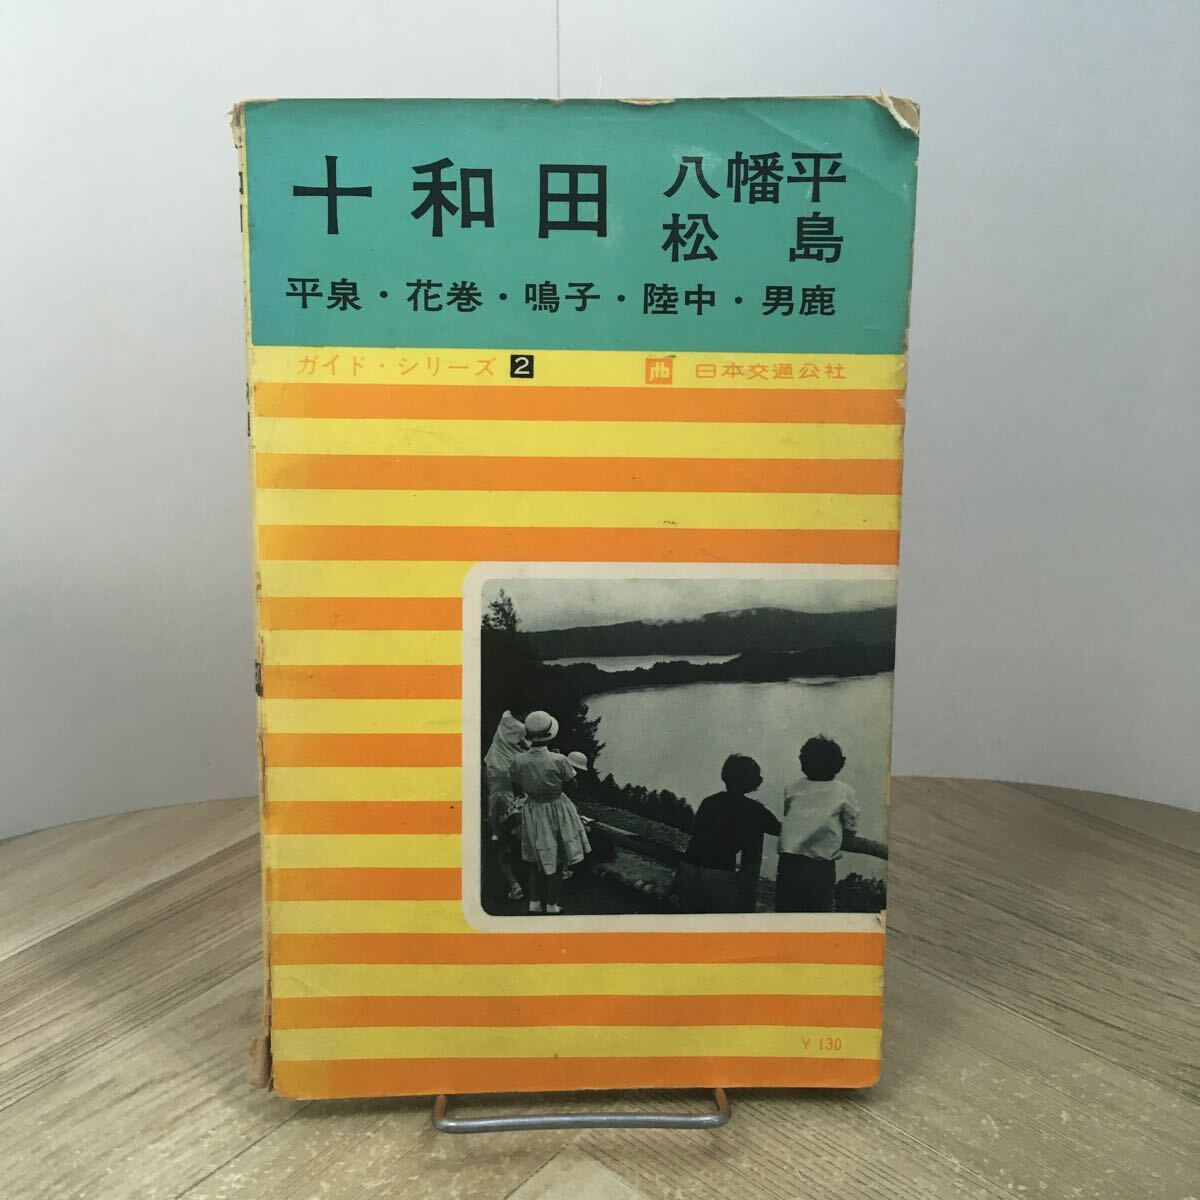 十和田
八幡平
松島
平泉・花巻・鳴子・陸中・男鹿
ガイド・シリーズ 2
jtb 日本交通公社
¥130